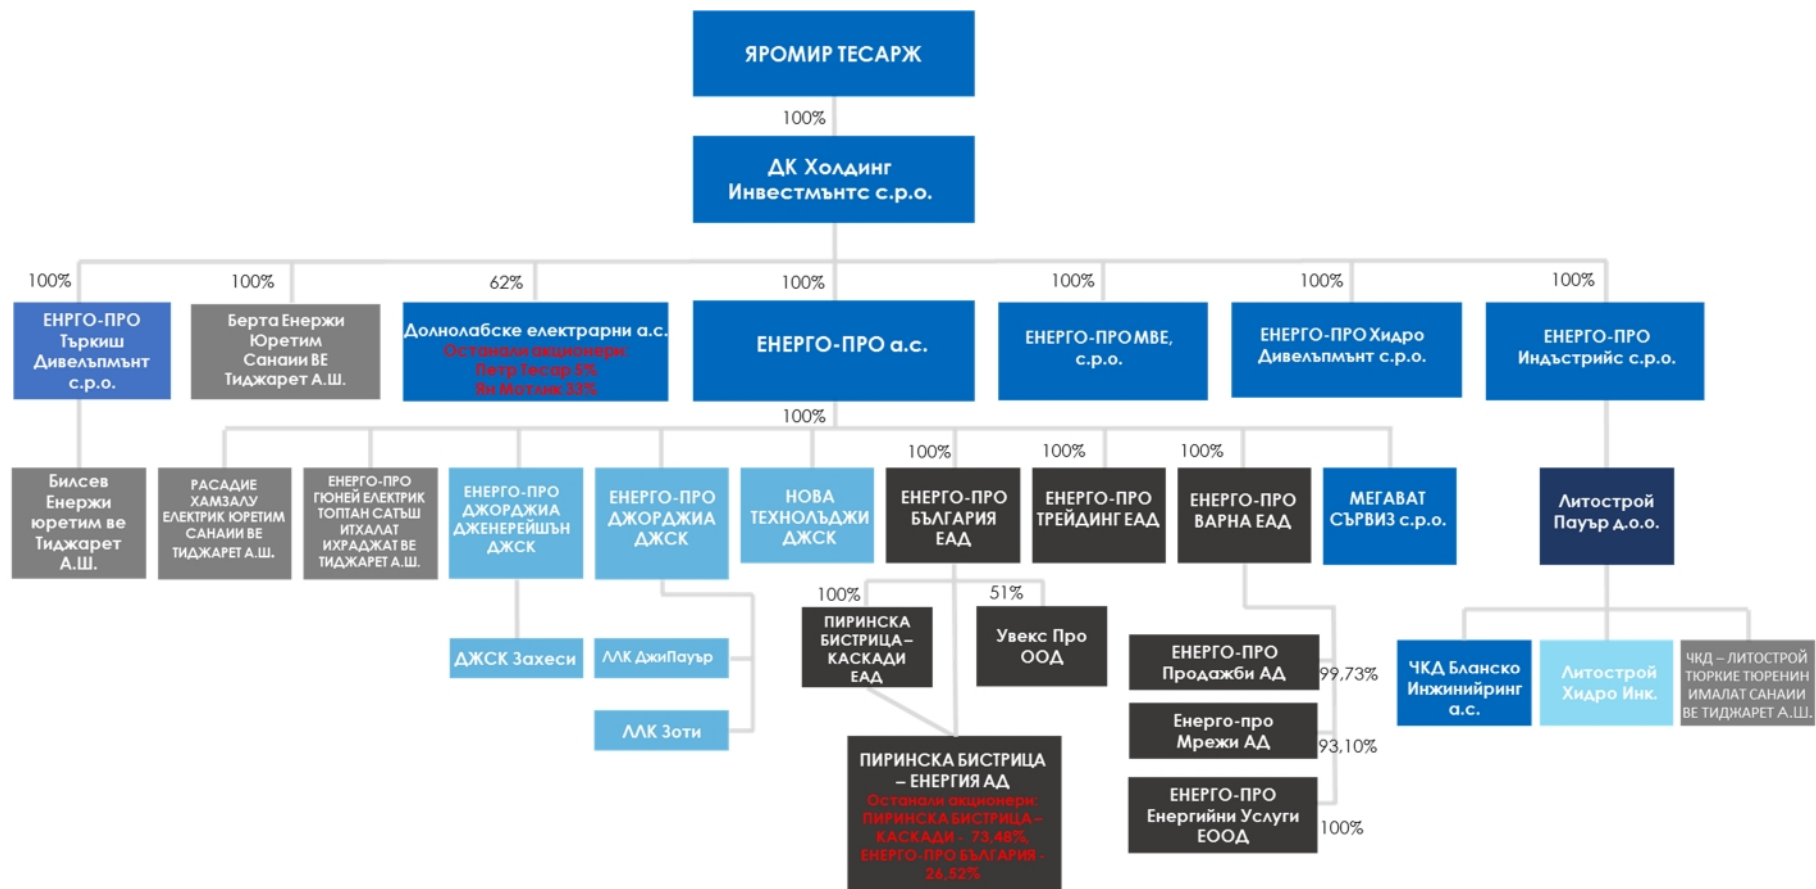 ЯРОМИР ТЕСАРЖ
100%
ДК Холдинг
Инвестмънтс с.р.о.
100%
100%
62%
100%
100%
100%
100%
ЕНРГО-ПРО
Търкиш
Дивелъпмънт
с.р.о.
Берта Енержи
Юретим
Санаии ВЕ
Тиджарет А.Ш.
Долнолабске електрарни а.с.
Останали акционери:
Петр Тесар 5%
Ян Мотлик 33%
ЕНЕРГО-ПРО а.с.
ЕНЕРГО-ПРО МВЕ,
с.р.о.
ЕНЕРГО-ПРО Хидро
Дивелъпмънт с.р.о.
ЕНЕРГО-ПРО
Индъстрийс с.р.о.
100%
100%
100%
100%
Билсев
Енержи
юретим ве
Тиджарет
А.Ш.
РАСАДИЕ
ХАМЗАЛУ
ЕЛЕКТРИК ЮРЕТИМ
САНАИИ ВЕ
ТИДЖАРЕТ А.Ш.
ЕНЕРГО-ПРО
ГЮНЕЙ ЕЛЕКТРИК
ТОПТАН САТЪШ
ИТХАЛАТ
ИХРАДЖАТ ВЕ
ТИДЖАРЕТ А.Ш.
ЕНЕРГО-ПРО
ДЖОРДЖИА
ДЖЕНЕРЕЙШЪН
ДЖСК
ЕНЕРГО-ПРО
ДЖОРДЖИА
ДЖСК
НОВА
ТЕХНОЛЪДЖИ
ДЖСК
ЕНЕРГО-ПРО
БЪЛГАРИЯ
ЕАД
ЕНЕРГО-ПРО
ТРЕЙДИНГ ЕАД
ЕНЕРГО-ПРО
ВАРНА ЕАД
МЕГАВАТ
СЪРВИЗ с.р.о.
Литострой
Пауър д.о.о.
100%
51%
ДЖСК Захеси
ЛЛК ДжиПауър
ЛЛК Зоти
ПИРИНСКА
БИСТРИЦА –
КАСКАДИ
ЕАД
Увекс Про
ООД
ЕНЕРГО-ПРО
Продажби АД
99,73%
Енерго-про
Мрежи АД
93,10%
ЕНЕРГО-ПРО
Енергийни Услуги
ЕООД
100%
ЧКД Бланско
Инжинийринг
а.с.
Литострой
Хидро Инк.
ЧКД – ЛИТОСТРОЙ
ТЮРКИЕ ТЮРЕНИН
ИМАЛАТ САНАИИ
ВЕ ТИДЖАРЕТ А.Ш.
ПИРИНСКА БИСТРИЦА
– ЕНЕРГИЯ АД
Останали акционери:
ПИРИНСКА БИСТРИЦА –
КАСКАДИ - 73,48%,
ЕНЕРГО-ПРО БЪЛГАРИЯ -
26,52%